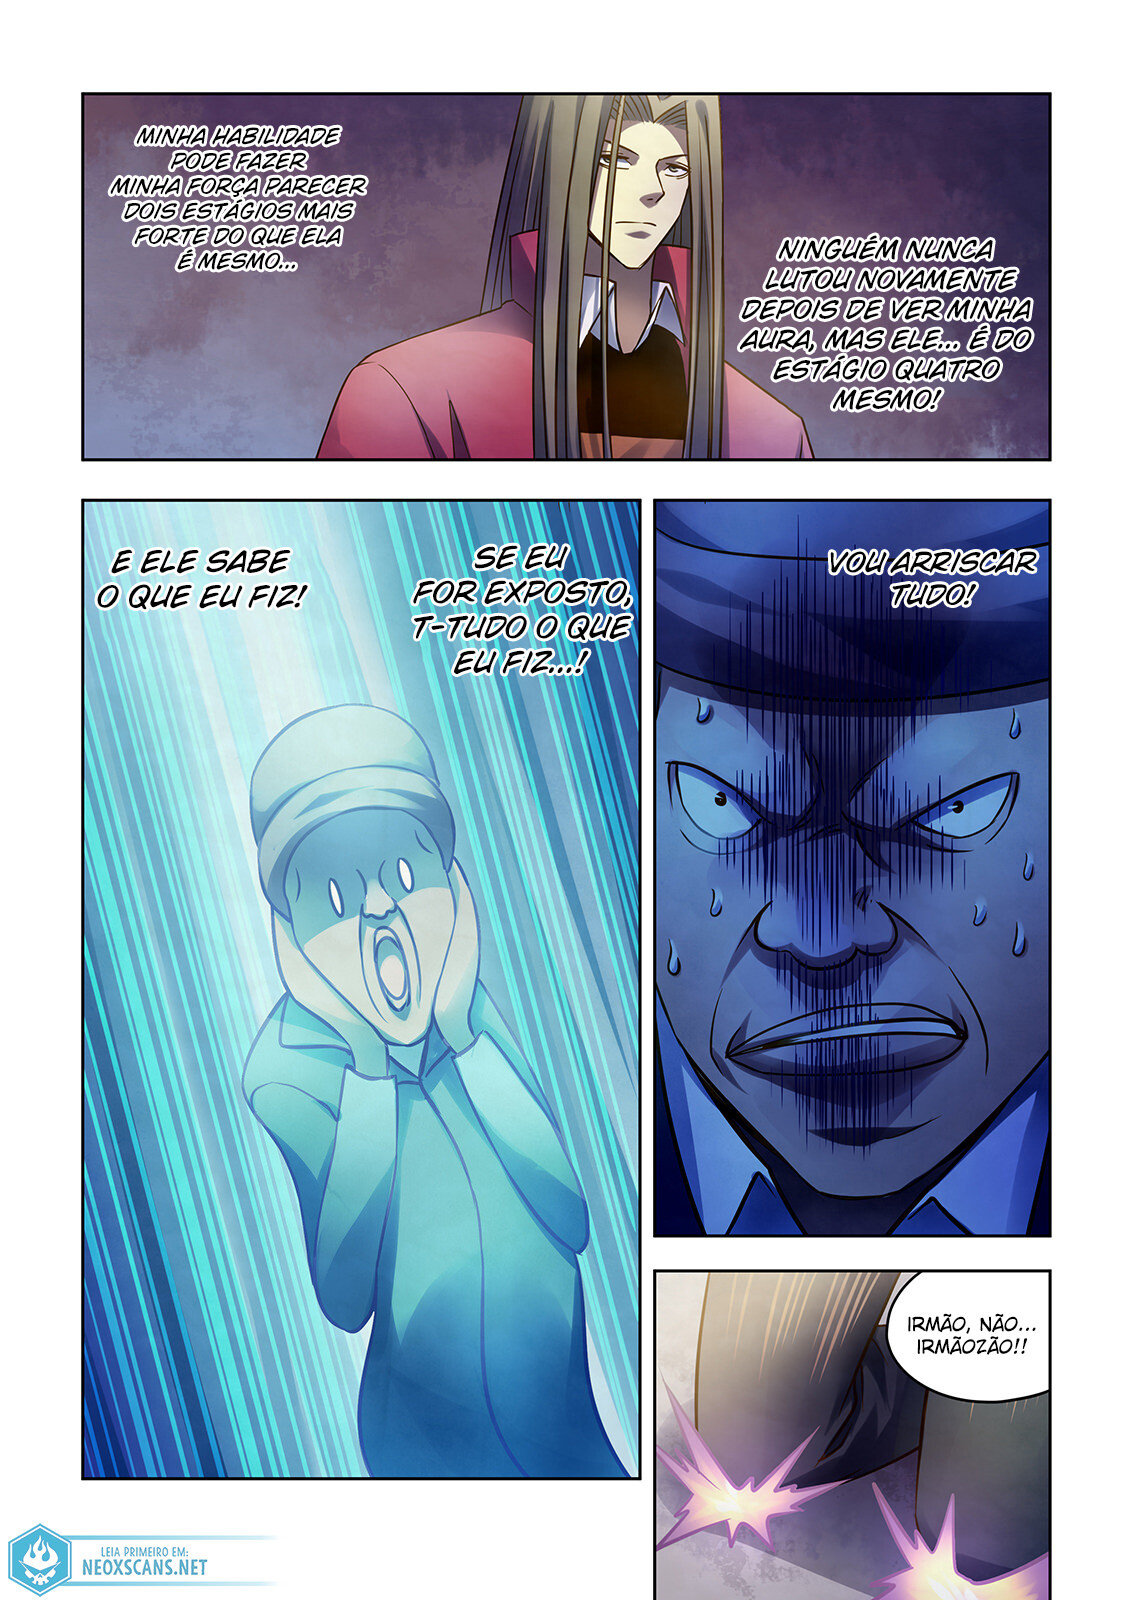 MINHA HABILIDADE
PODE FAZER
MINHA FORÇA PARECER
DOIS ESTÁGIOS MAIS
FORTE DO QUE ELA
É MESMO...
NINGUÉM NUNCA
LUTOU NOVAMENTE
DEPOIS DE VER MINHA
AURA, MAS ELE... É DO
ESTÁGIO QUATRO
MESMO!
E ELE SABE
O QUE EU FIZ!
SE EU
FOR EXPOSTO,
T-TUDO O QUE
EU FIZ...!
VOU ARRISCAR
TUDO!
IRMÃO, NÃO...
IRMÃOZÃO!!
LEIA PRIMEIRO EM:
NEOXSCANS.NET